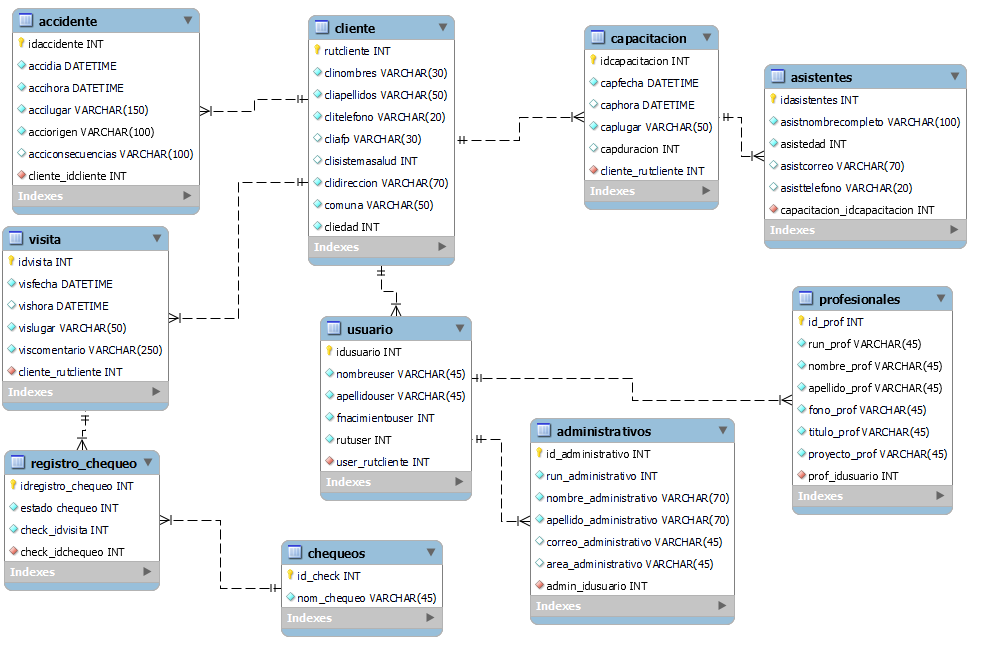 accidente
idaccidente INT
accidia DATETIME
accihora DATETIME
accilugar VARCHAR(150)
acciorigen VARCHAR(100)
acciconsecuencias VARCHAR(100)
cliente_idcliente INT
Indexes
cliente
rutcliente INT
clinombres VARCHAR(30)
cliapellidos VARCHAR(50)
clitelefono VARCHAR(20)
cliafp VARCHAR(30)
clisistemasalud INT
clidireccion VARCHAR(70)
comuna VARCHAR(50)
cliedad INT
Indexes
capacitacion
idcapacitacion INT
capfecha DATETIME
caphora DATETIME
caplugar VARCHAR(50)
capduracion INT
cliente_rutcliente INT
Indexes
asistentes
idasistentes INT
asistnombrecompleto VARCHAR(100)
asistedad INT
asistcorreo VARCHAR(70)
asisttelefono VARCHAR(20)
capacitacion_idcapacitacion INT
Indexes
visita
idvisita INT
visfecha DATETIME
vishora DATETIME
vislugar VARCHAR(50)
viscomentario VARCHAR(250)
cliente_rutcliente INT
Indexes
usuario
idusuario INT
nombreuser VARCHAR(45)
apellidouser VARCHAR(45)
fnacimientouser INT
rutuser INT
user_rutcliente INT
Indexes
profesionales
id_prof INT
run_prof VARCHAR(45)
nombre_prof VARCHAR(45)
apellido_prof VARCHAR(45)
fono_prof VARCHAR(45)
titulo_prof VARCHAR(45)
proyecto_prof VARCHAR(45)
prof_idusuario INT
Indexes
registro_chequeo
idregistro_chequeo INT
estado chequeo INT
check_idvisita INT
check_idchequeo INT
Indexes
chequeos
id_check INT
nom_chequeo VARCHAR(45)
Indexes
administrativos
id_administrativo INT
run_administrativo INT
nombre_administrativo VARCHAR(70)
apellido_administrativo VARCHAR(70)
correo_administrativo VARCHAR(45)
area_administrativo VARCHAR(45)
admin_idusuario INT
Indexes